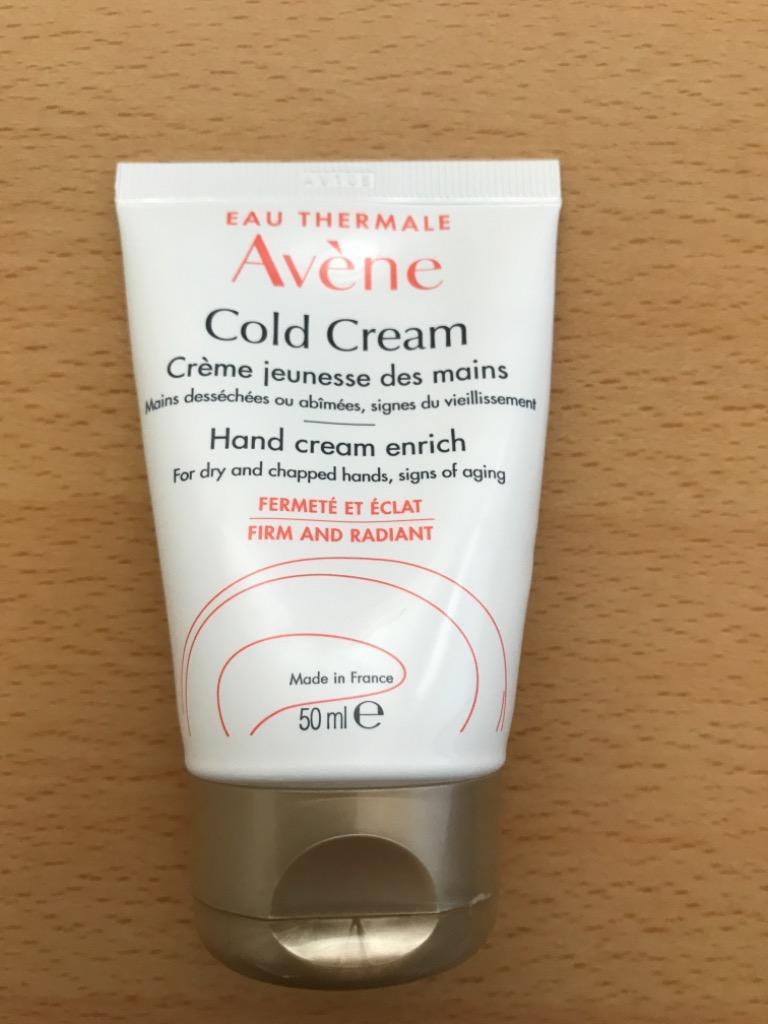 EAU THERMALE
Avène
Cold Cream
Crème jeunesse des mains
Mains desséchées ou abîmées, signes du vieillissement
Hand cream enrich
For dry and chapped hands, signs of aging
FERMETÉ ET ÉCLAT
FIRM AND RADIANT
Made in France
50 ml ℮